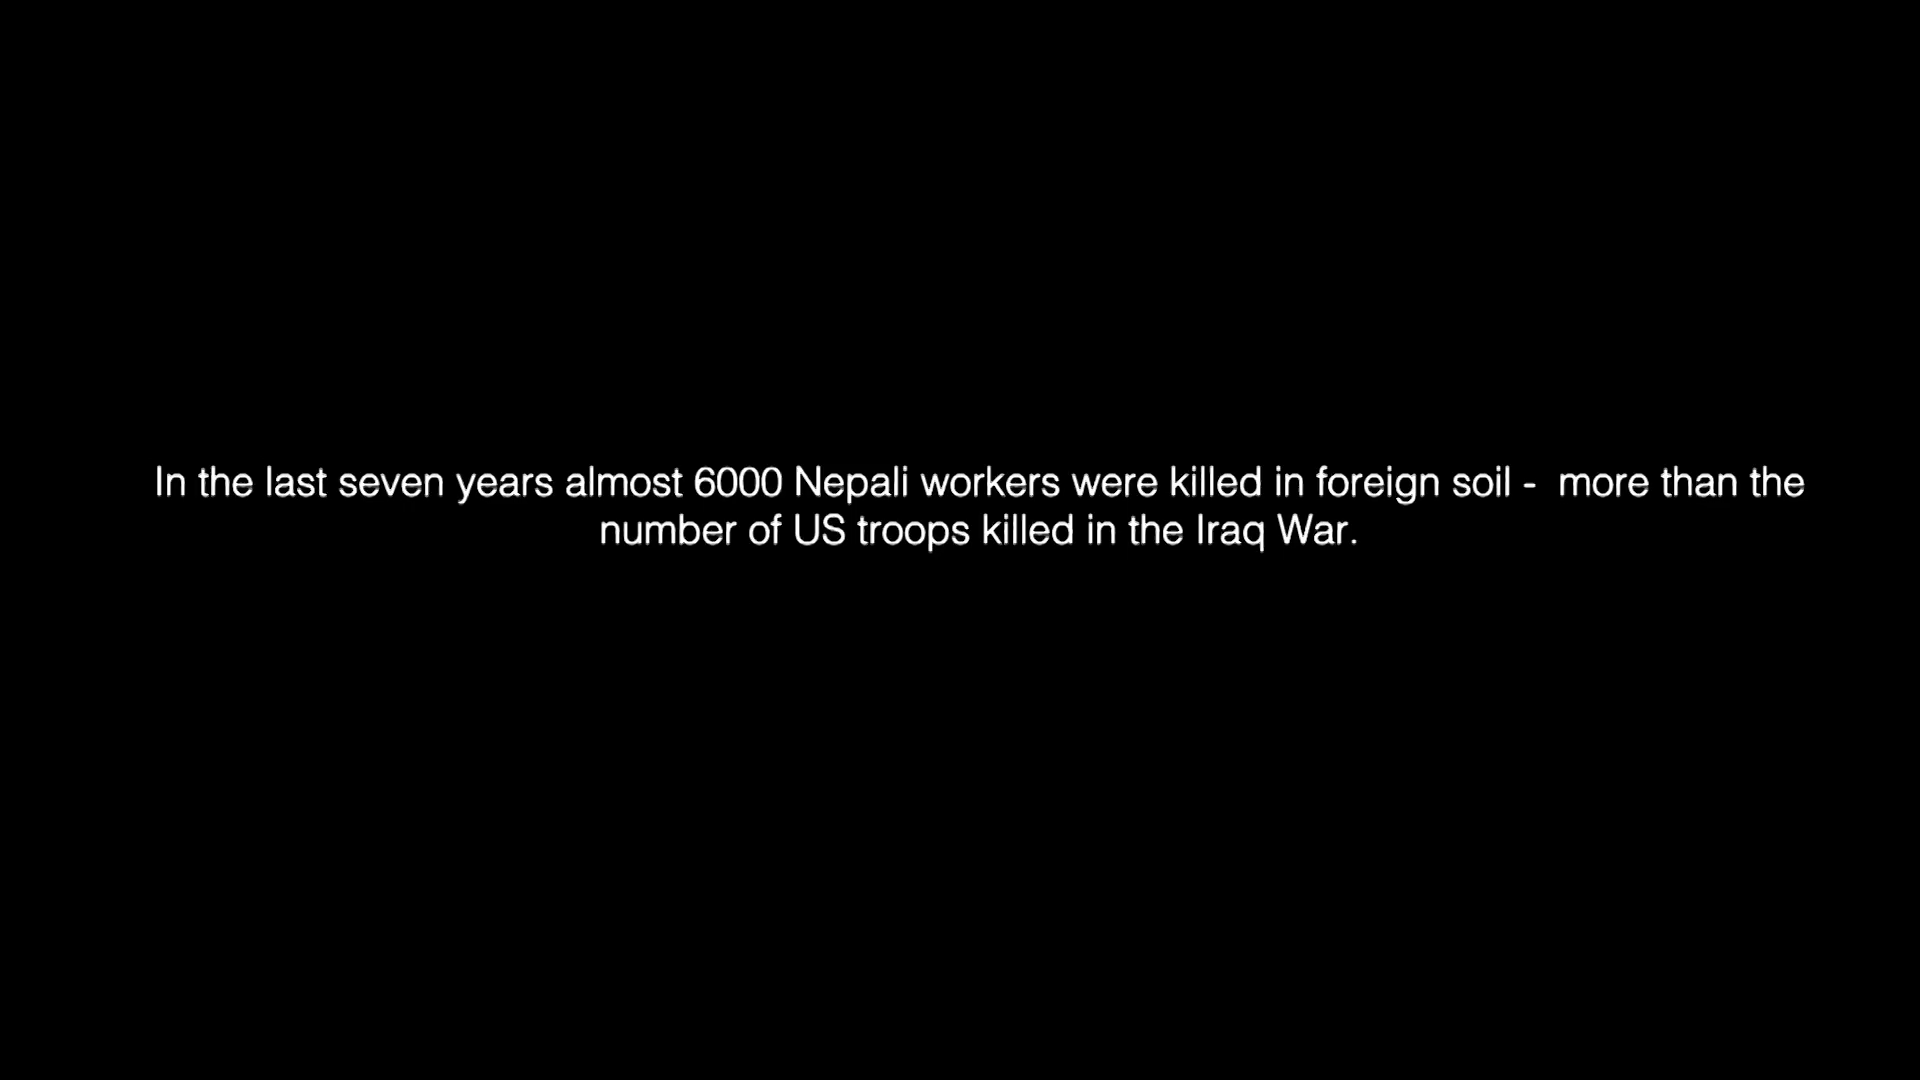 In the last seven years almost 6000 Nepali workers were killed in foreign soil -  more than the
number of US troops killed in the Iraq War.